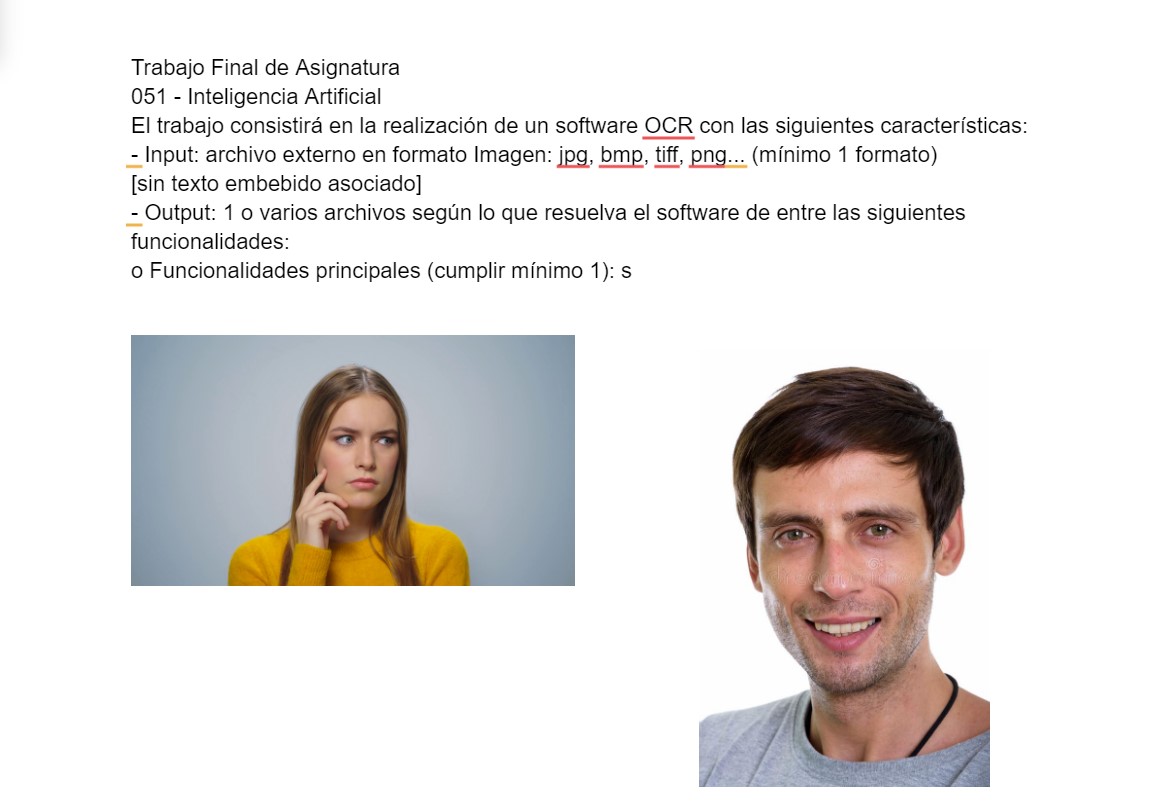 Trabajo Final de Asignatura
051 - Inteligencia Artificial
El trabajo consistirá en la realización de un software OCR con las siguientes características:
- Input: archivo externo en formato Imagen: jpg, bmp, tiff, png... (mínimo 1 formato)
[sin texto embebido asociado]
- Output: 1 o varios archivos según lo que resuelva el software de entre las siguientes
funcionalidades:
o Funcionalidades principales (cumplir mínimo 1): s